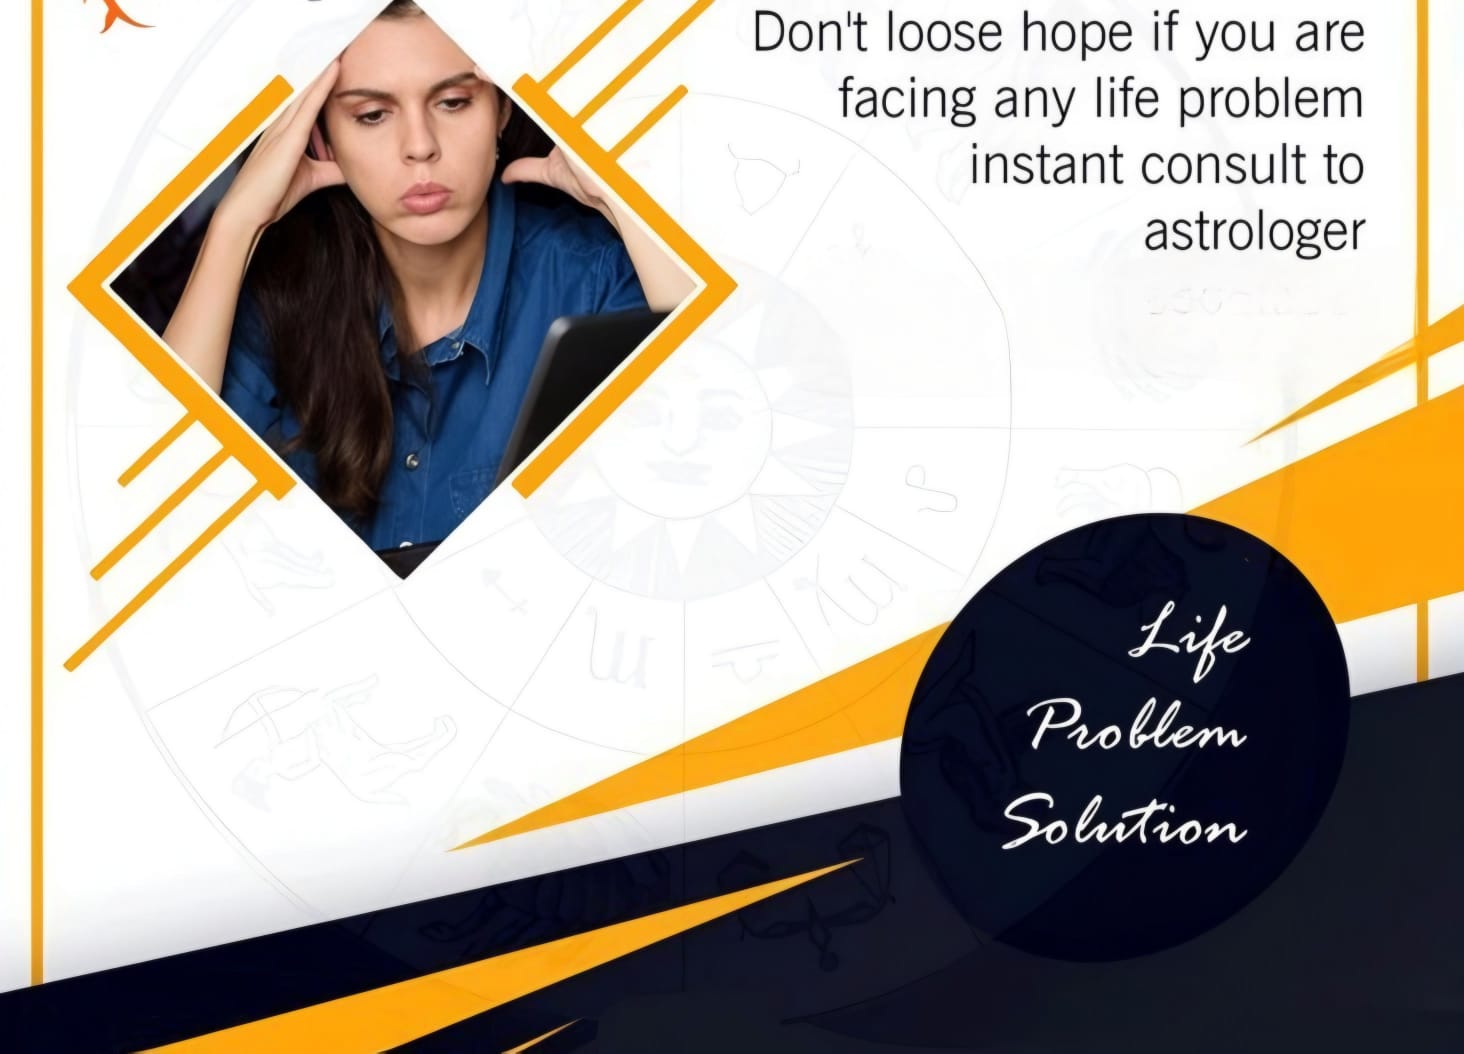 Don't loose hope if you are
facing any life problem
instant consult to
astrologer
Life
Problem
Solution